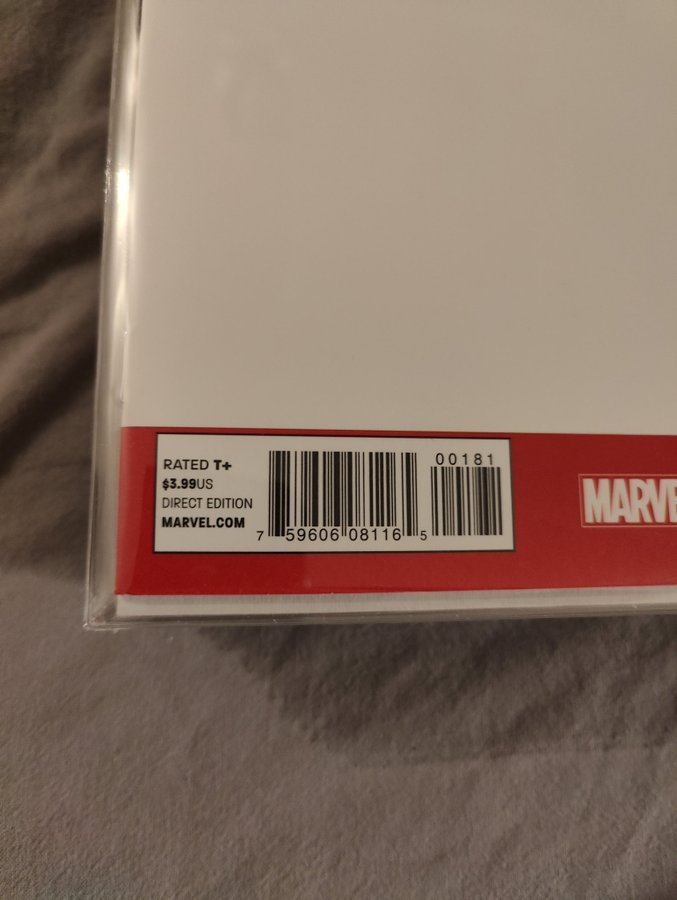 RATED T+
$3.99US
DIRECT EDITION
MARVEL.COM
00181
7 59606 08116 5
MARVE